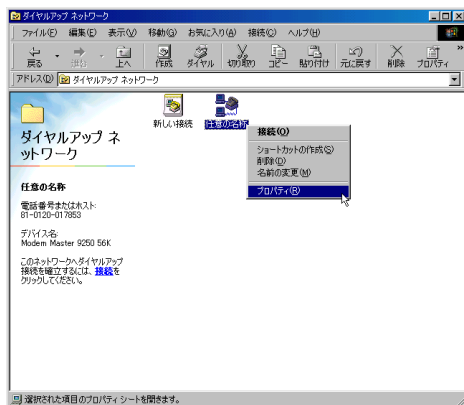 ダイヤルアップ ネットワーク
ファイル(F) 編集(E) 表示(V) 移動(G) お気に入り(A) 接続(C) ヘルプ(H)
戻る 進む 上へ 作成 ダイヤル 切り取り コピー 貼り付け 元に戻す 削除 プロパティ »
アドレス(D) ダイヤルアップ ネットワーク
新しい接続 任意の名称
ダイヤルアップ ネ
ットワーク
任意の名称
電話番号またはホスト:
81-0120-017853
デバイス名:
Modem Master 9250 56K
このネットワークへダイヤルアップ
接続を確立するには、接続を
クリックしてください。
接続(O)
ショートカットの作成(S)
削除(D)
名前の変更(M)
プロパティ(R)
選択された項目のプロパティ シートを開きます。